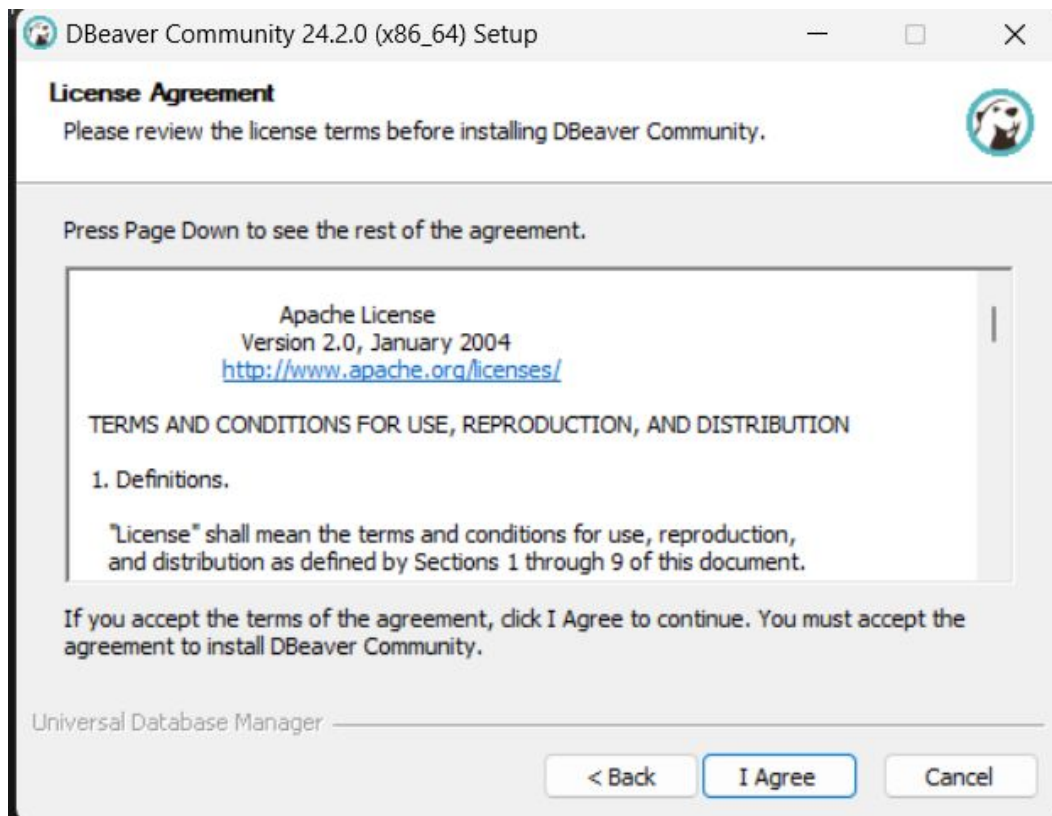 DBeaver Community 24.2.0 (x86_64) Setup
License Agreement
Please review the license terms before installing DBeaver Community.
Press Page Down to see the rest of the agreement.
Apache License
Version 2.0, January 2004
http://www.apache.org/licenses/
TERMS AND CONDITIONS FOR USE, REPRODUCTION, AND DISTRIBUTION
1. Definitions.
"License" shall mean the terms and conditions for use, reproduction,
and distribution as defined by Sections 1 through 9 of this document.
If you accept the terms of the agreement, click I Agree to continue. You must accept the
agreement to install DBeaver Community.
Universal Database Manager
< Back I Agree Cancel